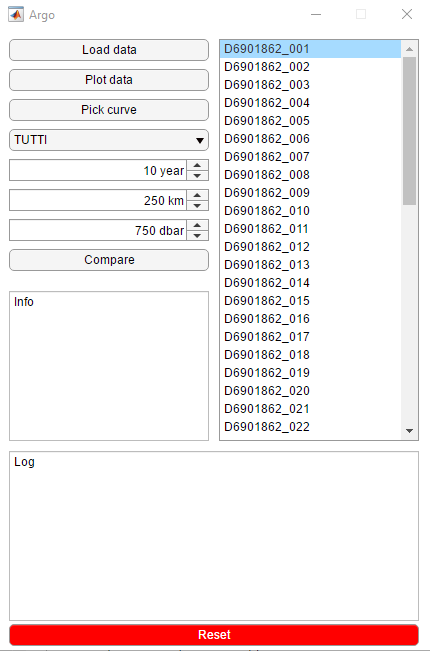 Argo
Load data
Plot data
Pick curve
TUTTI
10 year
250 km
750 dbar
Compare
Info
D6901862_001
D6901862_002
D6901862_003
D6901862_004
D6901862_005
D6901862_006
D6901862_007
D6901862_008
D6901862_009
D6901862_010
D6901862_011
D6901862_012
D6901862_013
D6901862_014
D6901862_015
D6901862_016
D6901862_017
D6901862_018
D6901862_019
D6901862_020
D6901862_021
D6901862_022
Log
Reset